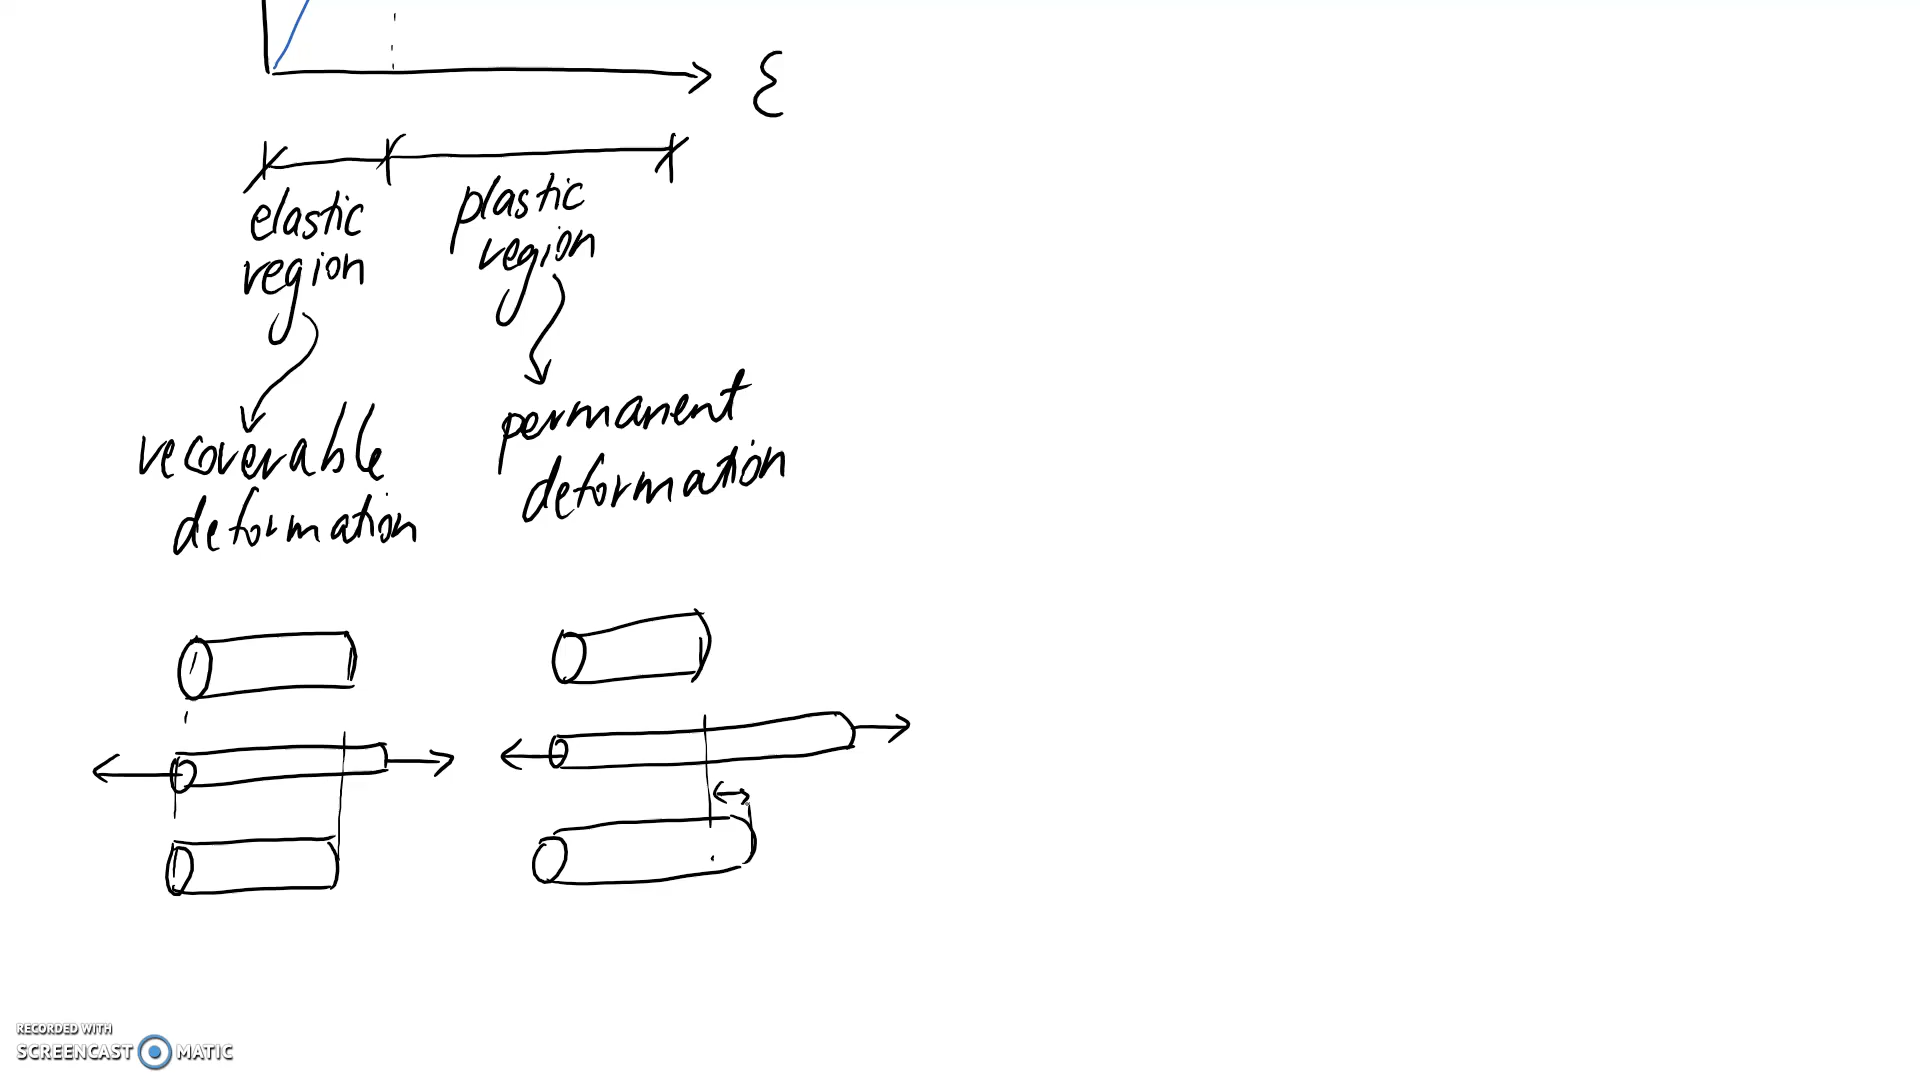 ε
elastic
region
plastic
region
recoverable
deformation
permanent
deformation
RECORDED WITH
SCREENCAST MATIC